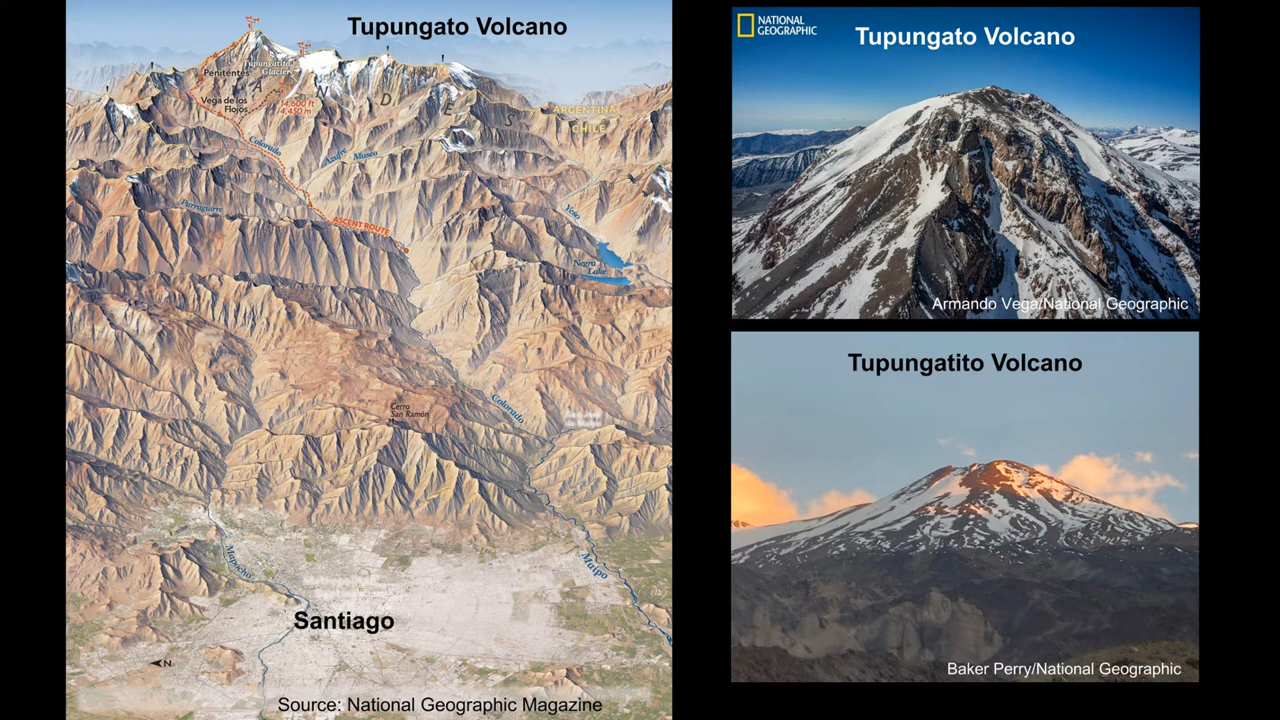 Tupungato Volcano
Tupungatito
Glacier
Penitentes
A N D E S
Vega de los
Flojos
14,600 ft
4,450 m
ARGENTINA
CHILE
Colorado
Azufre
Museo
Parraguirre
Yeso
ASCENT ROUTE
Negra
Lake
Cerro
San Ramón
Colorado
Mapocho
Maipo
Santiago
N
Source: National Geographic Magazine
NATIONAL
GEOGRAPHIC
Tupungato Volcano
Armando Vega/National Geographic
Tupungatito Volcano
Baker Perry/National Geographic